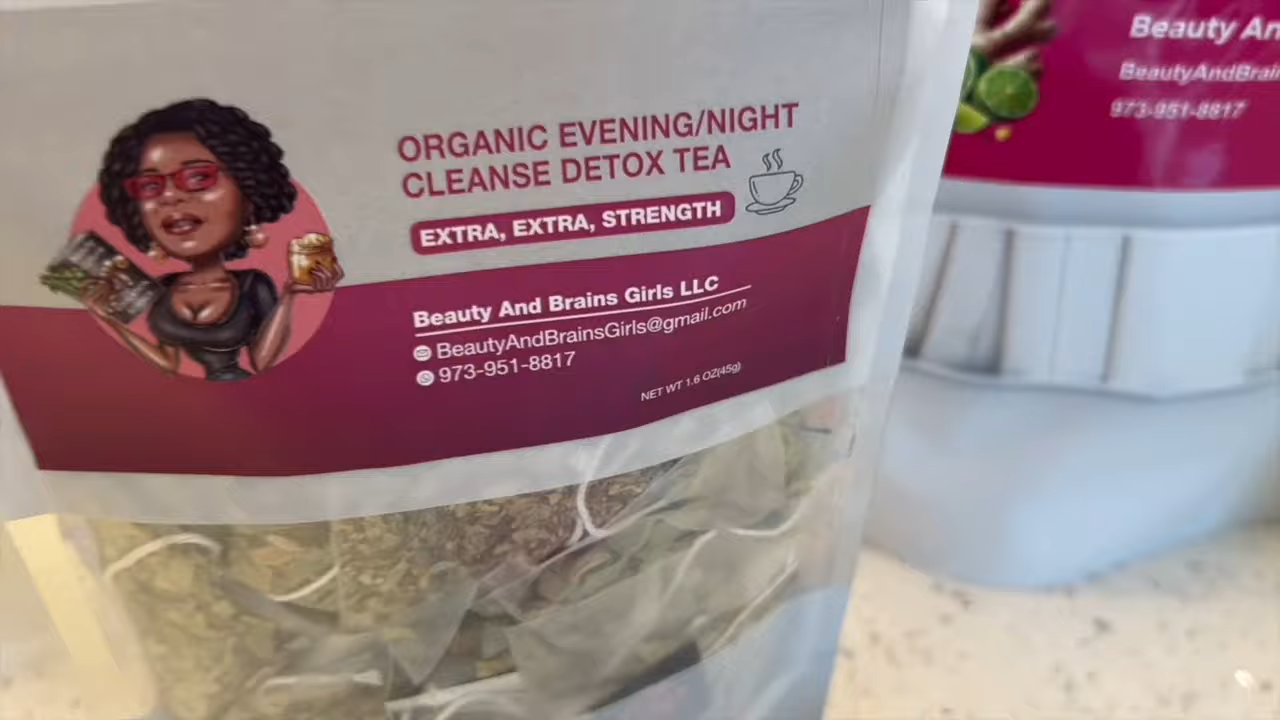 ORGANIC EVENING/NIGHT
CLEANSE DETOX TEA
EXTRA, EXTRA, STRENGTH
Beauty And Brains Girls LLC
BeautyAndBrainsGirls@gmail.com
973-951-8817
NET WT 1.6 OZ(45g)
Beauty An
BeautyAndBrai
973-951-8817